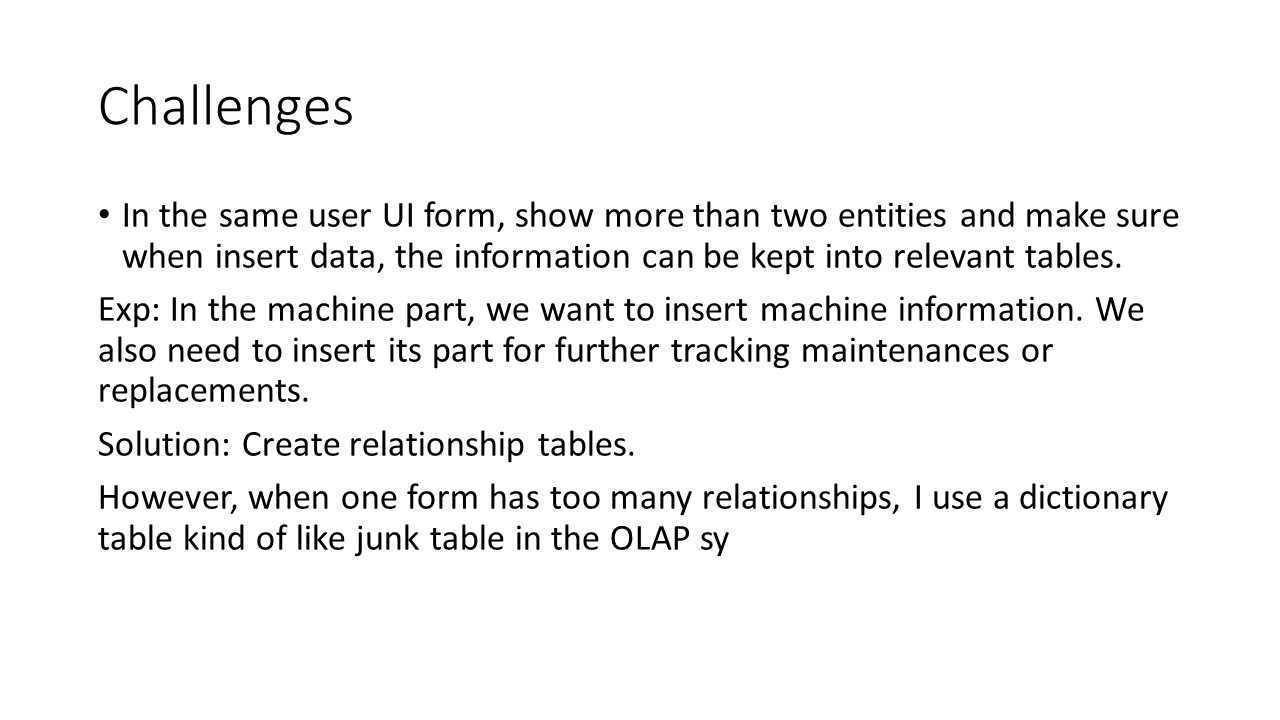 Challenges
• In the same user UI form, show more than two entities and make sure
when insert data, the information can be kept into relevant tables.
Exp: In the machine part, we want to insert machine information. We
also need to insert its part for further tracking maintenances or
replacements.
Solution: Create relationship tables.
However, when one form has too many relationships, I use a dictionary
table kind of like junk table in the OLAP sy